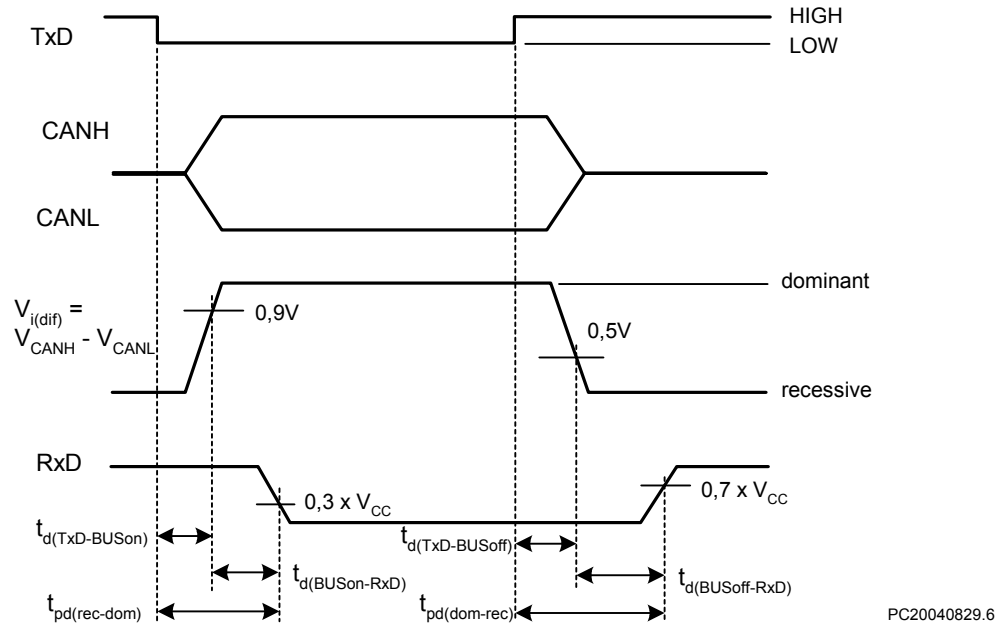 HIGH
TxD
LOW
CANH
CANL
dominant
V_i(dif) =
V_CANH - V_CANL
0,9V
0,5V
recessive
RxD
0,3 x V_CC
0,7 x V_CC
t_d(TxD-BUSon)
t_d(TxD-BUSoff)
t_d(BUSon-RxD)
t_d(BUSoff-RxD)
t_pd(rec-dom)
t_pd(dom-rec)
PC20040829.6